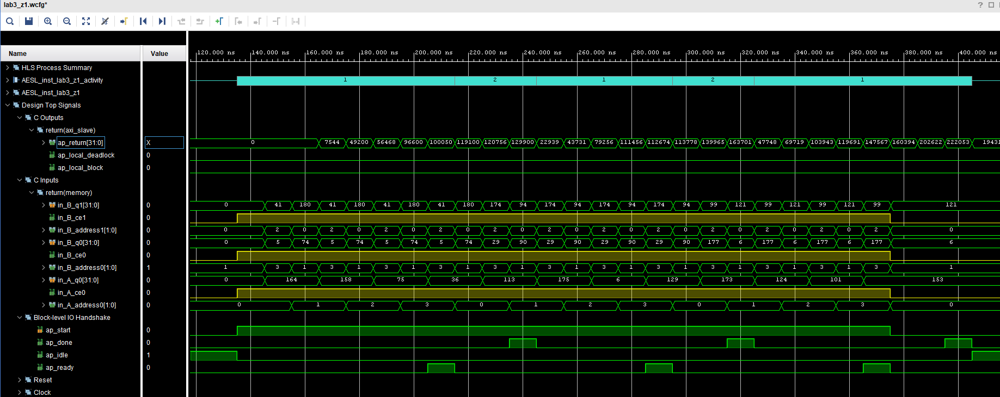 lab3_z1.wcfg*
?
Name Value
120.000 ns 140.000 ns 160.000 ns 180.000 ns 200.000 ns 220.000 ns 240.000 ns 260.000 ns 280.000 ns 300.000 ns 320.000 ns 340.000 ns 360.000 ns 380.000 ns 400.000 ns
HLS Process Summary
AESL_inst_lab3_z1_activity 1 2 1 2 1
AESL_inst_lab3_z1
Design Top Signals
C Outputs
return(axi_slave)
ap_return[31:0] X 0 7544 49200 56468 96600 100050 119100 120756 129900 22939 43731 79256 111456 112674 113778 139965 163701 47748 69719 103943 119691 147567 160394 202622 222053 19431
ap_local_deadlock 0
ap_local_block 0
C Inputs
return(memory)
in_B_q1[31:0] 0 0 41 180 41 180 41 180 41 180 174 94 174 94 174 94 174 94 99 121 99 121 99 121 99 121
in_B_ce1 0
in_B_address1[1:0] 0 0 2 0 2 0 2 0 2 0 2 0 2 0 2 0 2 0 2 0 2 0 2 0 2 0
in_B_q0[31:0] 0 0 5 74 5 74 5 74 5 74 29 90 29 90 29 90 29 90 177 6 177 6 177 6 177 6
in_B_ce0 0
in_B_address0[1:0] 1 1 3 1 3 1 3 1 3 1 3 1 3 1 3 1 3 1 3 1 3 1 3 1 3 1
in_A_q0[31:0] 0 0 164 158 75 36 113 175 6 129 173 124 101 153
in_A_ce0 0
in_A_address0[1:0] 0 0 1 2 3 0 1 2 3 0 1 2 3 0
Block-level IO Handshake
ap_start 0
ap_done 0
ap_idle 1
ap_ready 0
Reset
Clock